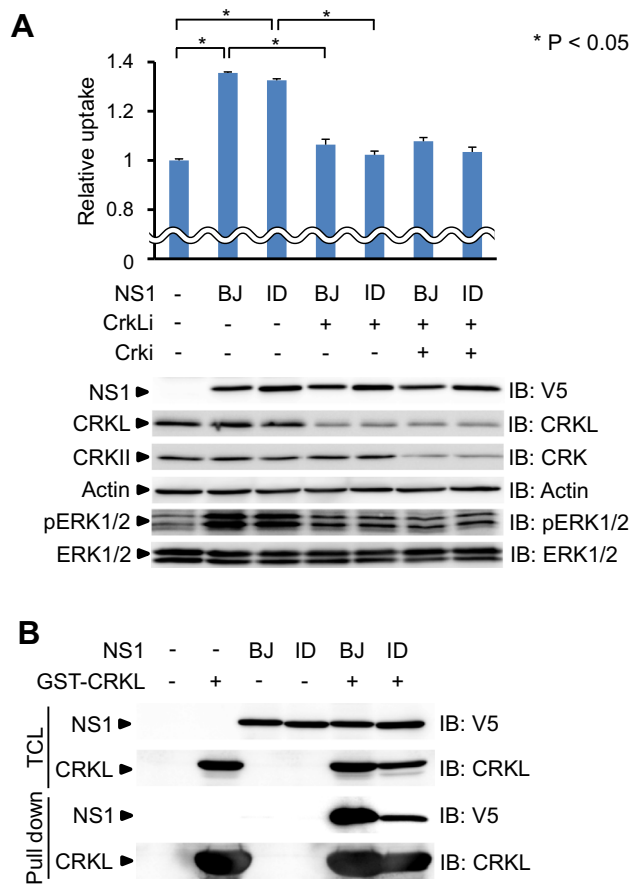 A
* * * P < 0.05
* *
1.4
1.2
1
0.8
0
Relative uptake
NS1 - BJ ID BJ ID BJ ID
CrkLi - - - + + + +
Crki - - - - - + +
NS1 IB: V5
CRKL IB: CRKL
CRKII IB: CRK
Actin IB: Actin
pERK1/2 IB: pERK1/2
ERK1/2 IB: ERK1/2
B
NS1 - - BJ ID BJ ID
GST-CRKL - + - - + +
TCL
NS1 IB: V5
CRKL IB: CRKL
Pull down
NS1 IB: V5
CRKL IB: CRKL